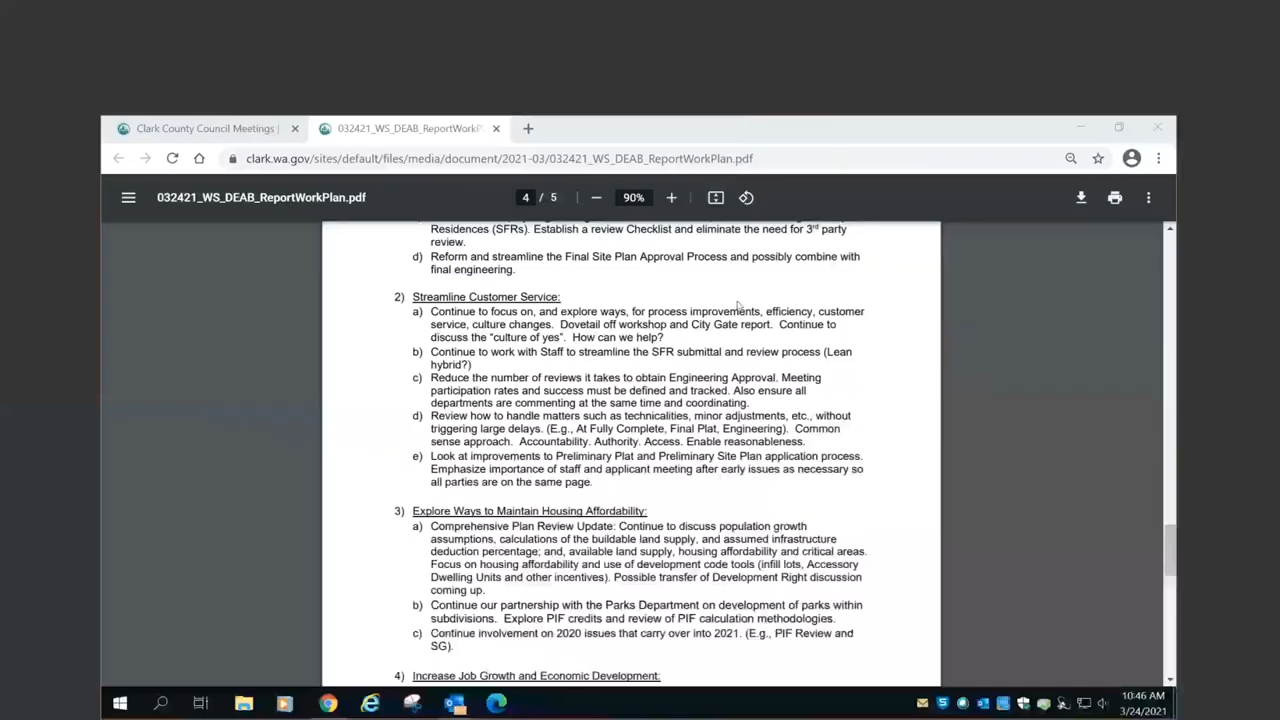 Clark County Council Meetings |
032421_WS_DEAB_ReportWorkP
clark.wa.gov/sites/default/files/media/document/2021-03/032421_WS_DEAB_ReportWorkPlan.pdf
032421_WS_DEAB_ReportWorkPlan.pdf
4 / 5
90%
Residences (SFRs). Establish a review Checklist and eliminate the need for 3rd party
review.
d) Reform and streamline the Final Site Plan Approval Process and possibly combine with
final engineering.
2) Streamline Customer Service:
a) Continue to focus on, and explore ways, for process improvements, efficiency, customer
service, culture changes. Dovetail off workshop and City Gate report. Continue to
discuss the “culture of yes”. How can we help?
b) Continue to work with Staff to streamline the SFR submittal and review process (Lean
hybrid?)
c) Reduce the number of reviews it takes to obtain Engineering Approval. Meeting
participation rates and success must be defined and tracked. Also ensure all
departments are commenting at the same time and coordinating.
d) Review how to handle matters such as technicalities, minor adjustments, etc., without
triggering large delays. (E.g., At Fully Complete, Final Plat, Engineering). Common
sense approach. Accountability. Authority. Access. Enable reasonableness.
e) Look at improvements to Preliminary Plat and Preliminary Site Plan application process.
Emphasize importance of staff and applicant meeting after early issues as necessary so
all parties are on the same page.
3) Explore Ways to Maintain Housing Affordability:
a) Comprehensive Plan Review Update: Continue to discuss population growth
assumptions, calculations of the buildable land supply, and assumed infrastructure
deduction percentage; and, available land supply, housing affordability and critical areas.
Focus on housing affordability and use of development code tools (infill lots, Accessory
Dwelling Units and other incentives). Possible transfer of Development Right discussion
coming up.
b) Continue our partnership with the Parks Department on development of parks within
subdivisions. Explore PIF credits and review of PIF calculation methodologies.
c) Continue involvement on 2020 issues that carry over into 2021. (E.g., PIF Review and
SG).
4) Increase Job Growth and Economic Development:
10:46 AM
3/24/2021